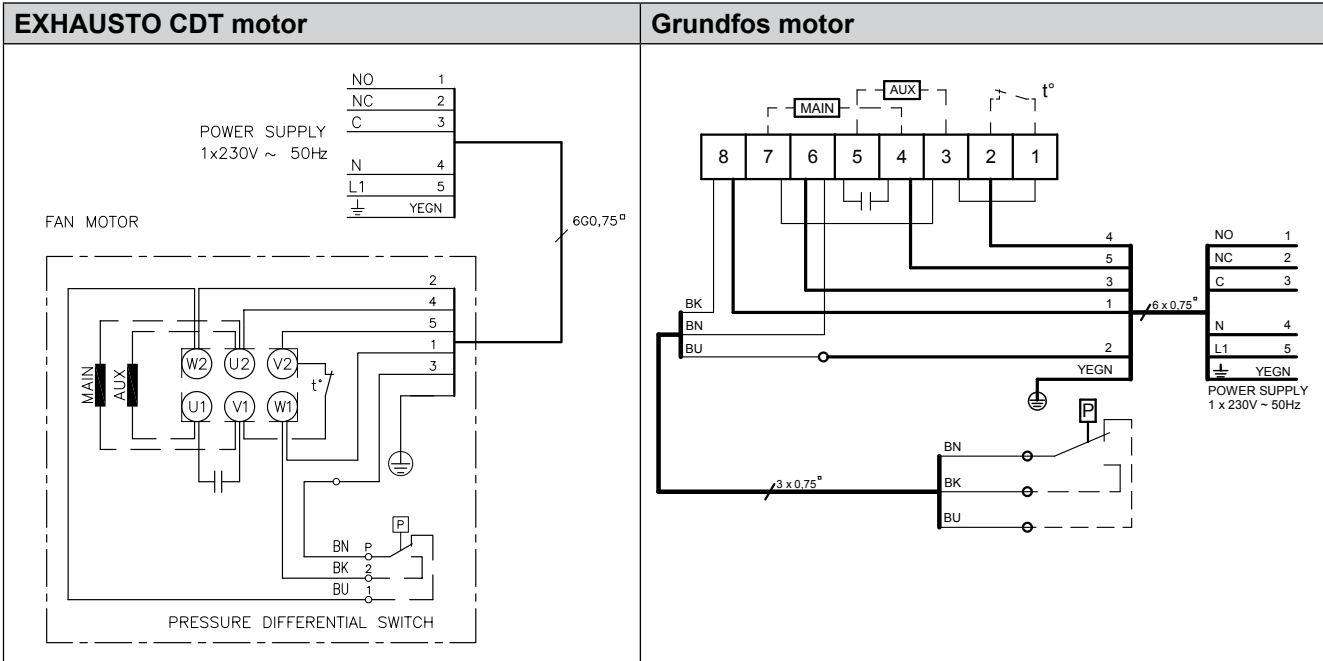 EXHAUSTO CDT motor
NO 1
NC 2
C 3
POWER SUPPLY
1x230V ~ 50Hz
N 4
L1 5
YEGN
6G0,75
FAN MOTOR
2
4
5
1
3
MAIN
AUX
W2 U2 V2
t°
U1 V1 W1
P
BN P
BK 2
BU 1
PRESSURE DIFFERENTIAL SWITCH
Grundfos motor
AUX
MAIN
t°
8 7 6 5 4 3 2 1
4
5
3
1
2
YEGN
BK
BN
BU
6 x 0,75
NO 1
NC 2
C 3
N 4
L1 5
YEGN
POWER SUPPLY
1 x 230V ~ 50Hz
P
BN
BK
BU
3 x 0,75